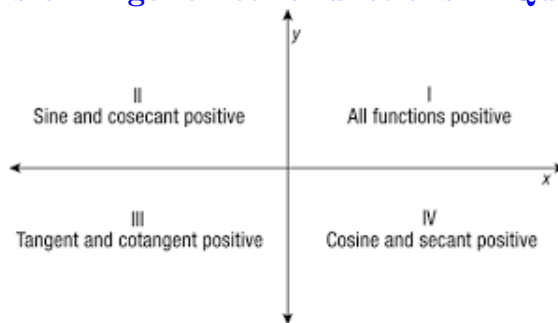 y
II
Sine and cosecant positive
I
All functions positive
x
III
Tangent and cotangent positive
IV
Cosine and secant positive